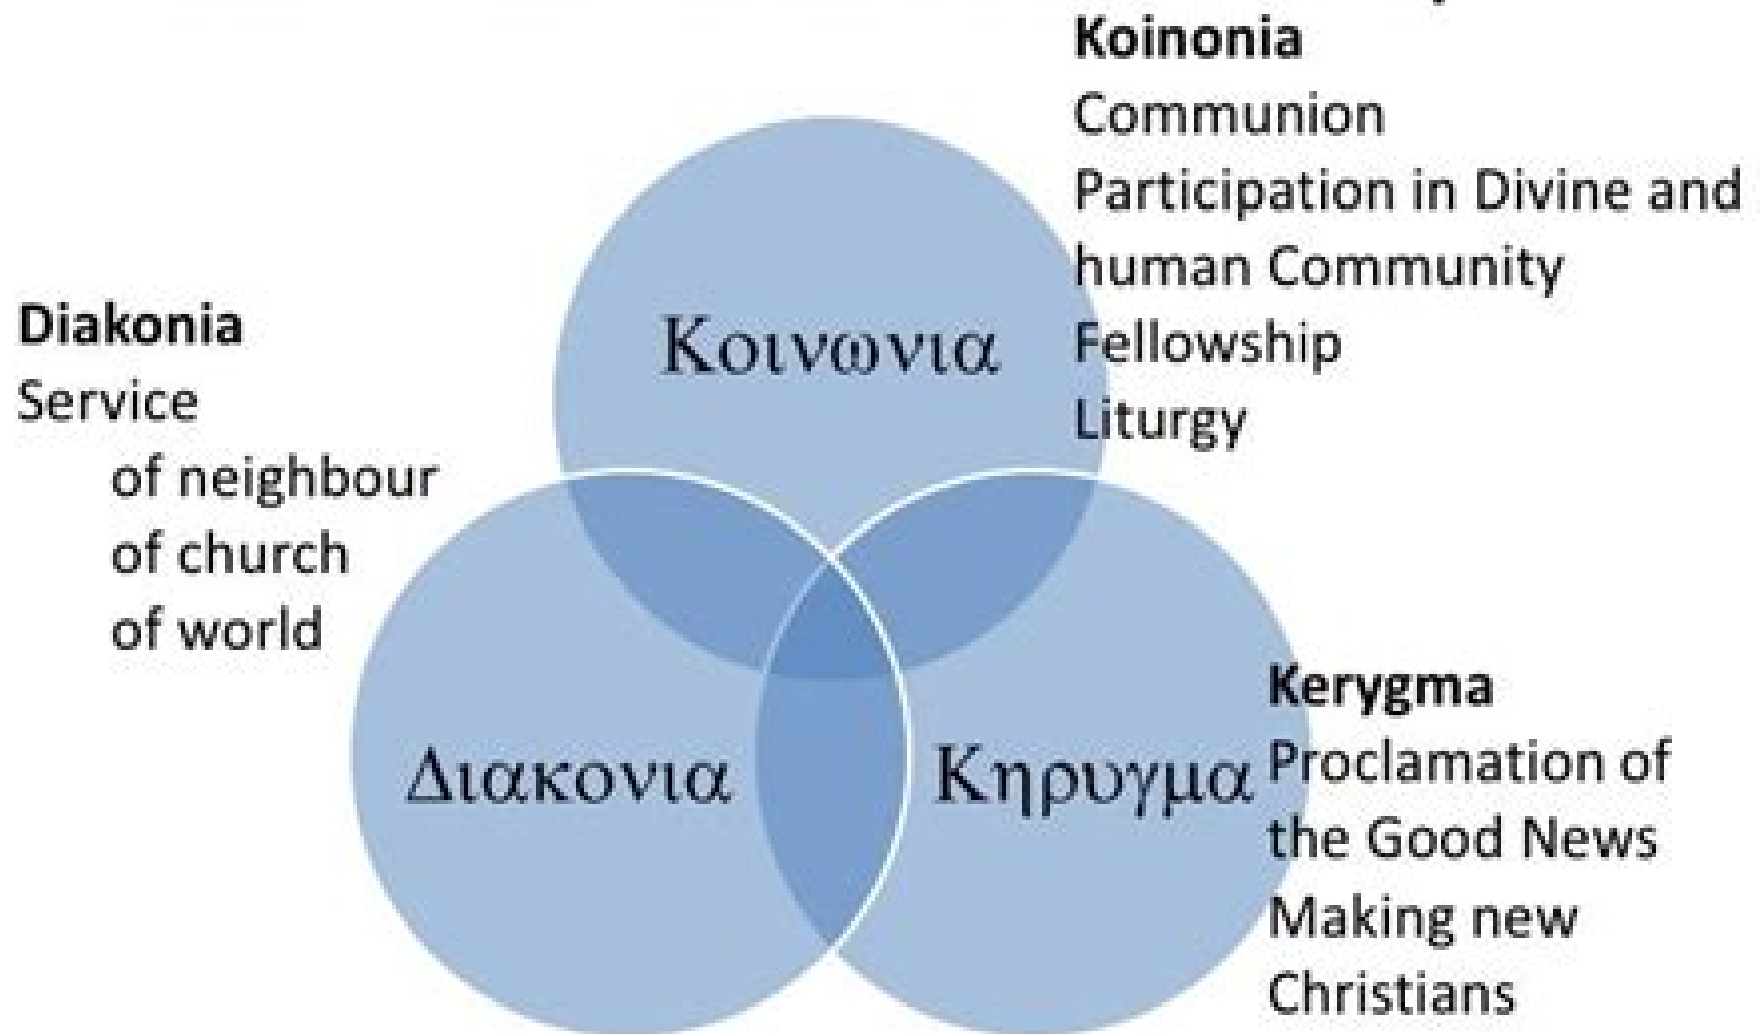 Koinonia
Communion
Participation in Divine and
human Community
Fellowship
Liturgy
Κοινωνια
Diakonia
Service
of neighbour
of church
of world
Διακονια
Κηρυγμα
Kerygma
Proclamation of
the Good News
Making new
Christians